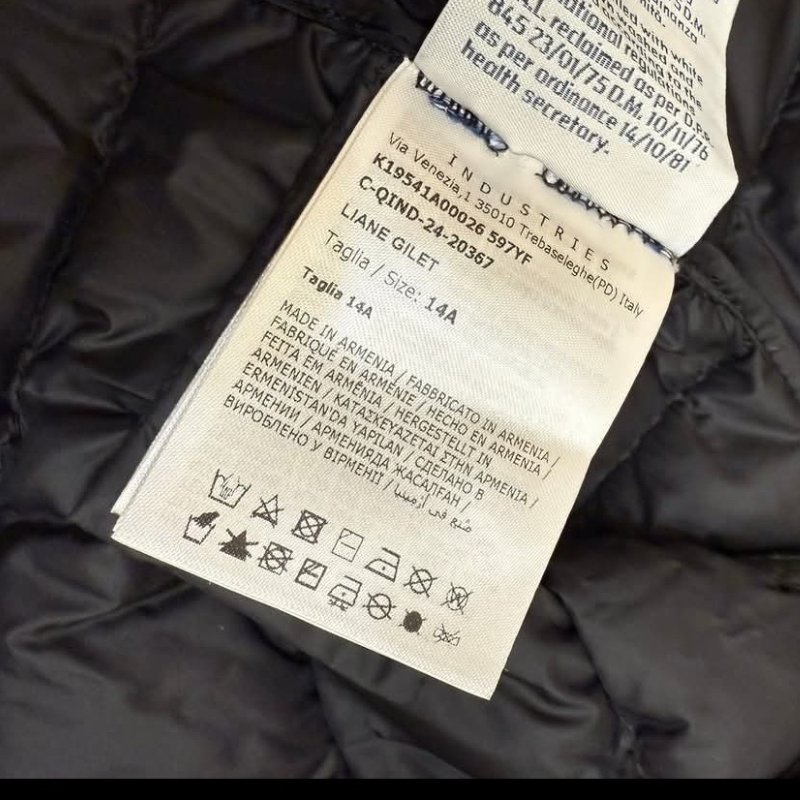 845 23/01/75 D.M. 10/11/76
as per ordinance 14/10/81
health secretary.
INDUSTRIES
Via Venezia,1 35010 Trebaseleghe(PD) Italy
K19541A00026 597YF
C-QIND-24-20367
LIANE GILET
Taglia / Size: 14A
Taglia 14A
MADE IN ARMENIA / FABBRICATO IN ARMENIA /
FABRIQUÉ EN ARMÉNIE / HECHO EN ARMENIA /
FEITA EM ARMÉNIA / HERGESTELLT IN
ARMENIEN / ΚΑΤΑΣΚΕΥΑΖΕΤΑΙ ΣΤΗΝ ΑΡΜΕΝΙΑ /
ERMENISTAN'DA YAPILAN / СДЕЛАНО В
АРМЕНИИ / АРМЕНИЯДА ЖАСАЛҒАН /
ВИРОБЛЕНО У ВІРМЕНІЇ / صنع في أرمينيا